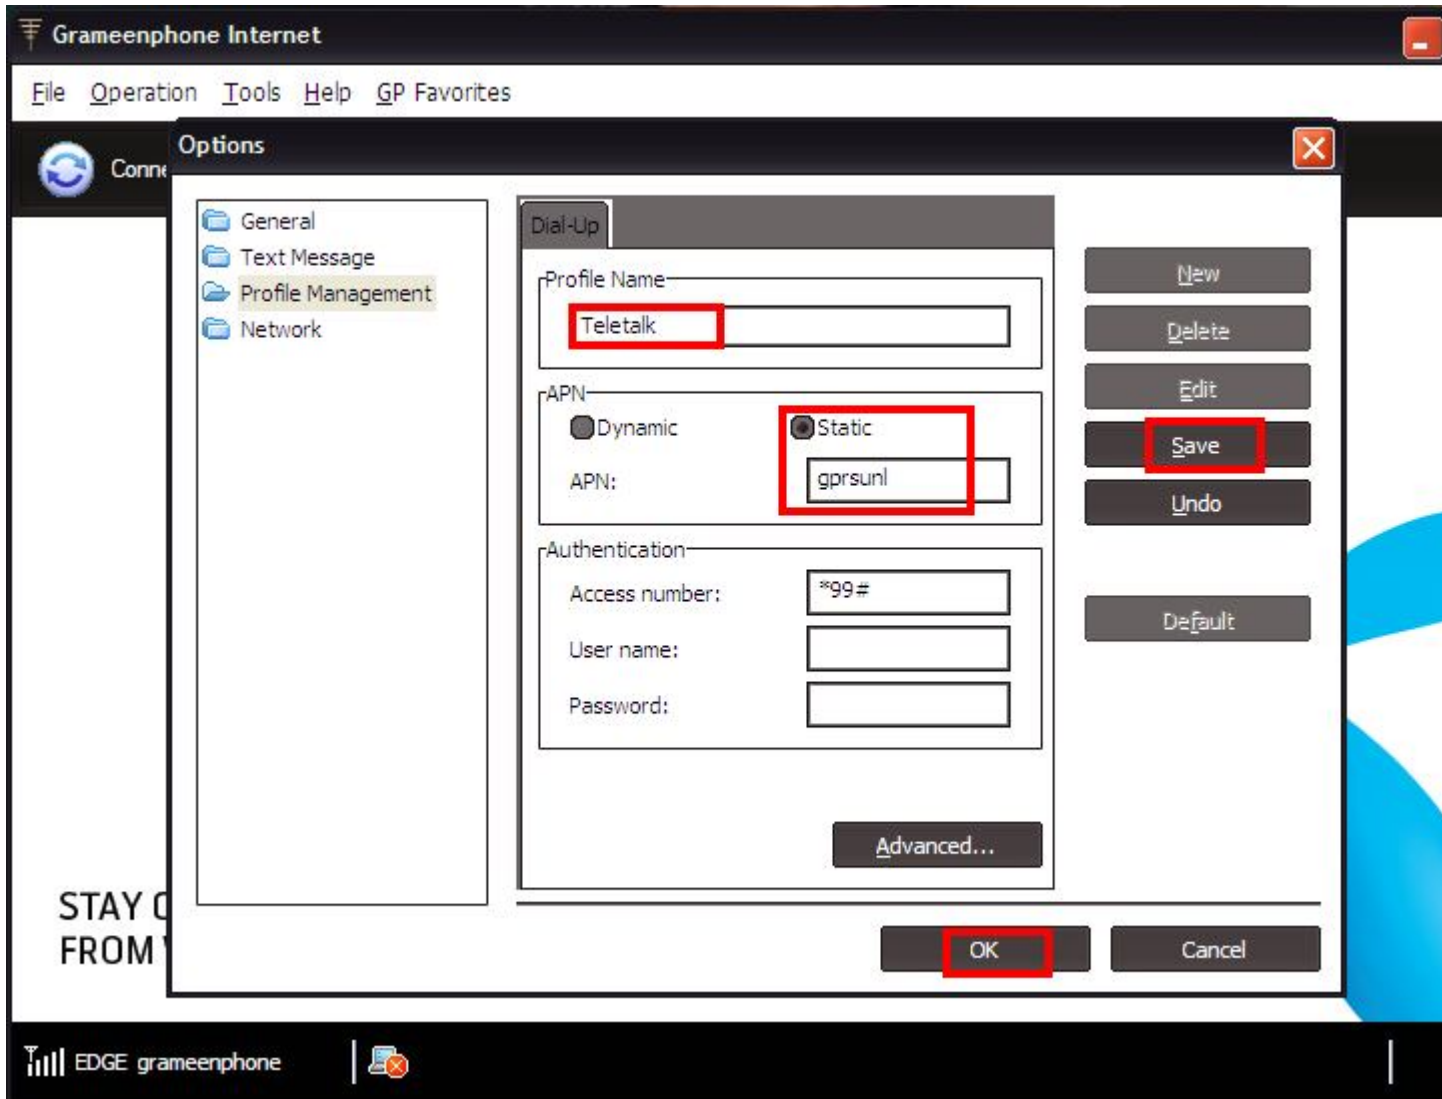 Grameenphone Internet
File Operation Tools Help GP Favorites
Conne
Options
General
Text Message
Profile Management
Network
Dial-Up
Profile Name
Teletalk
APN
Dynamic Static
APN: gprsunl
Authentication
Access number: *99#
User name:
Password:
Advanced...
New
Delete
Edit
Save
Undo
Default
OK Cancel
STAY
FROM
EDGE grameenphone